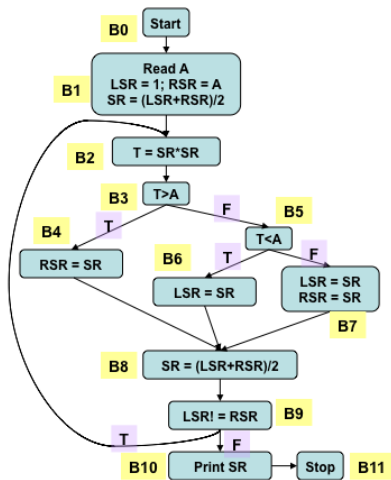 B0
Start
B1
Read A
LSR = 1; RSR = A
SR = (LSR+RSR)/2
B2
T = SR*SR
B3
T>A
T
F
B4
RSR = SR
B5
T<A
T
F
B6
LSR = SR
LSR = SR
RSR = SR
B7
B8
SR = (LSR+RSR)/2
B9
LSR! = RSR
T
F
B10
Print SR
Stop
B11